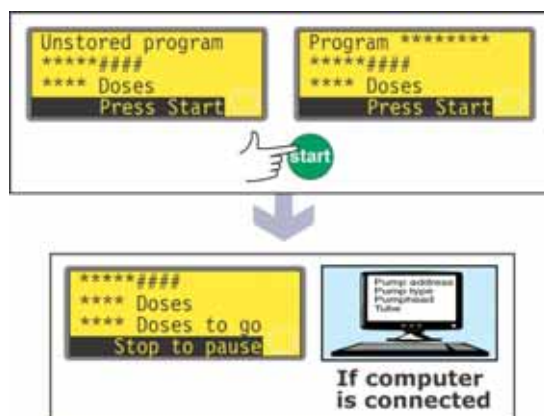 Unstored program
*****####
**** Doses
Press Start
Program ********
*****####
**** Doses
Press Start
start
*****####
**** Doses
**** Doses to go
Stop to pause
Pump address
Pump type
Pumphead
Tube
If computer
is connected